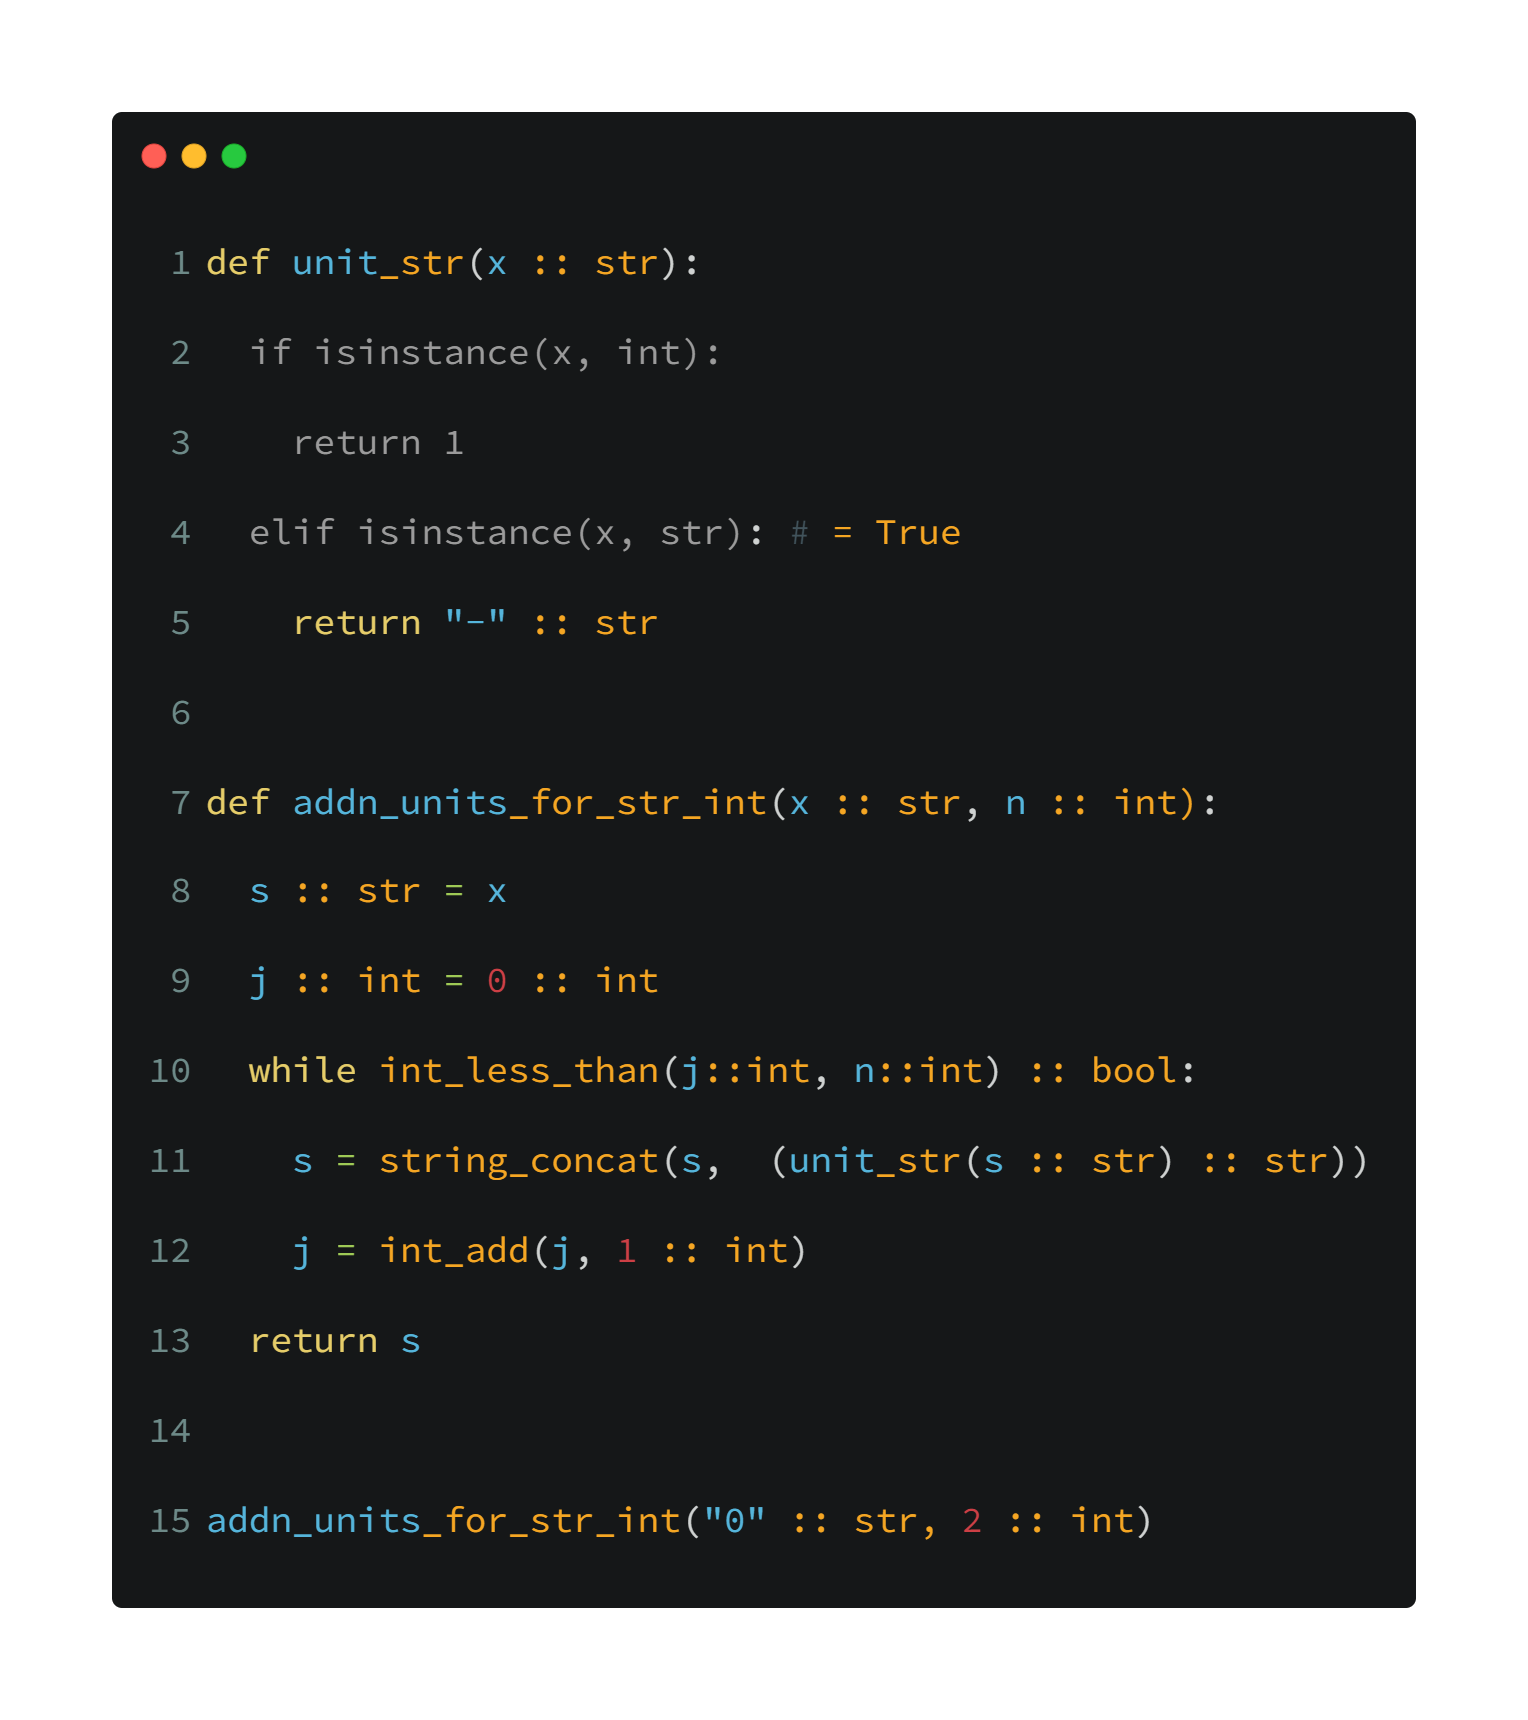 1 def unit_str(x :: str):
2   if isinstance(x, int):
3     return 1
4   elif isinstance(x, str): # = True
5     return "-" :: str
6
7 def addn_units_for_str_int(x :: str, n :: int):
8   s :: str = x
9   j :: int = 0 :: int
10   while int_less_than(j::int, n::int) :: bool:
11     s = string_concat(s,  (unit_str(s :: str) :: str))
12     j = int_add(j, 1 :: int)
13   return s
14
15 addn_units_for_str_int("0" :: str, 2 :: int)